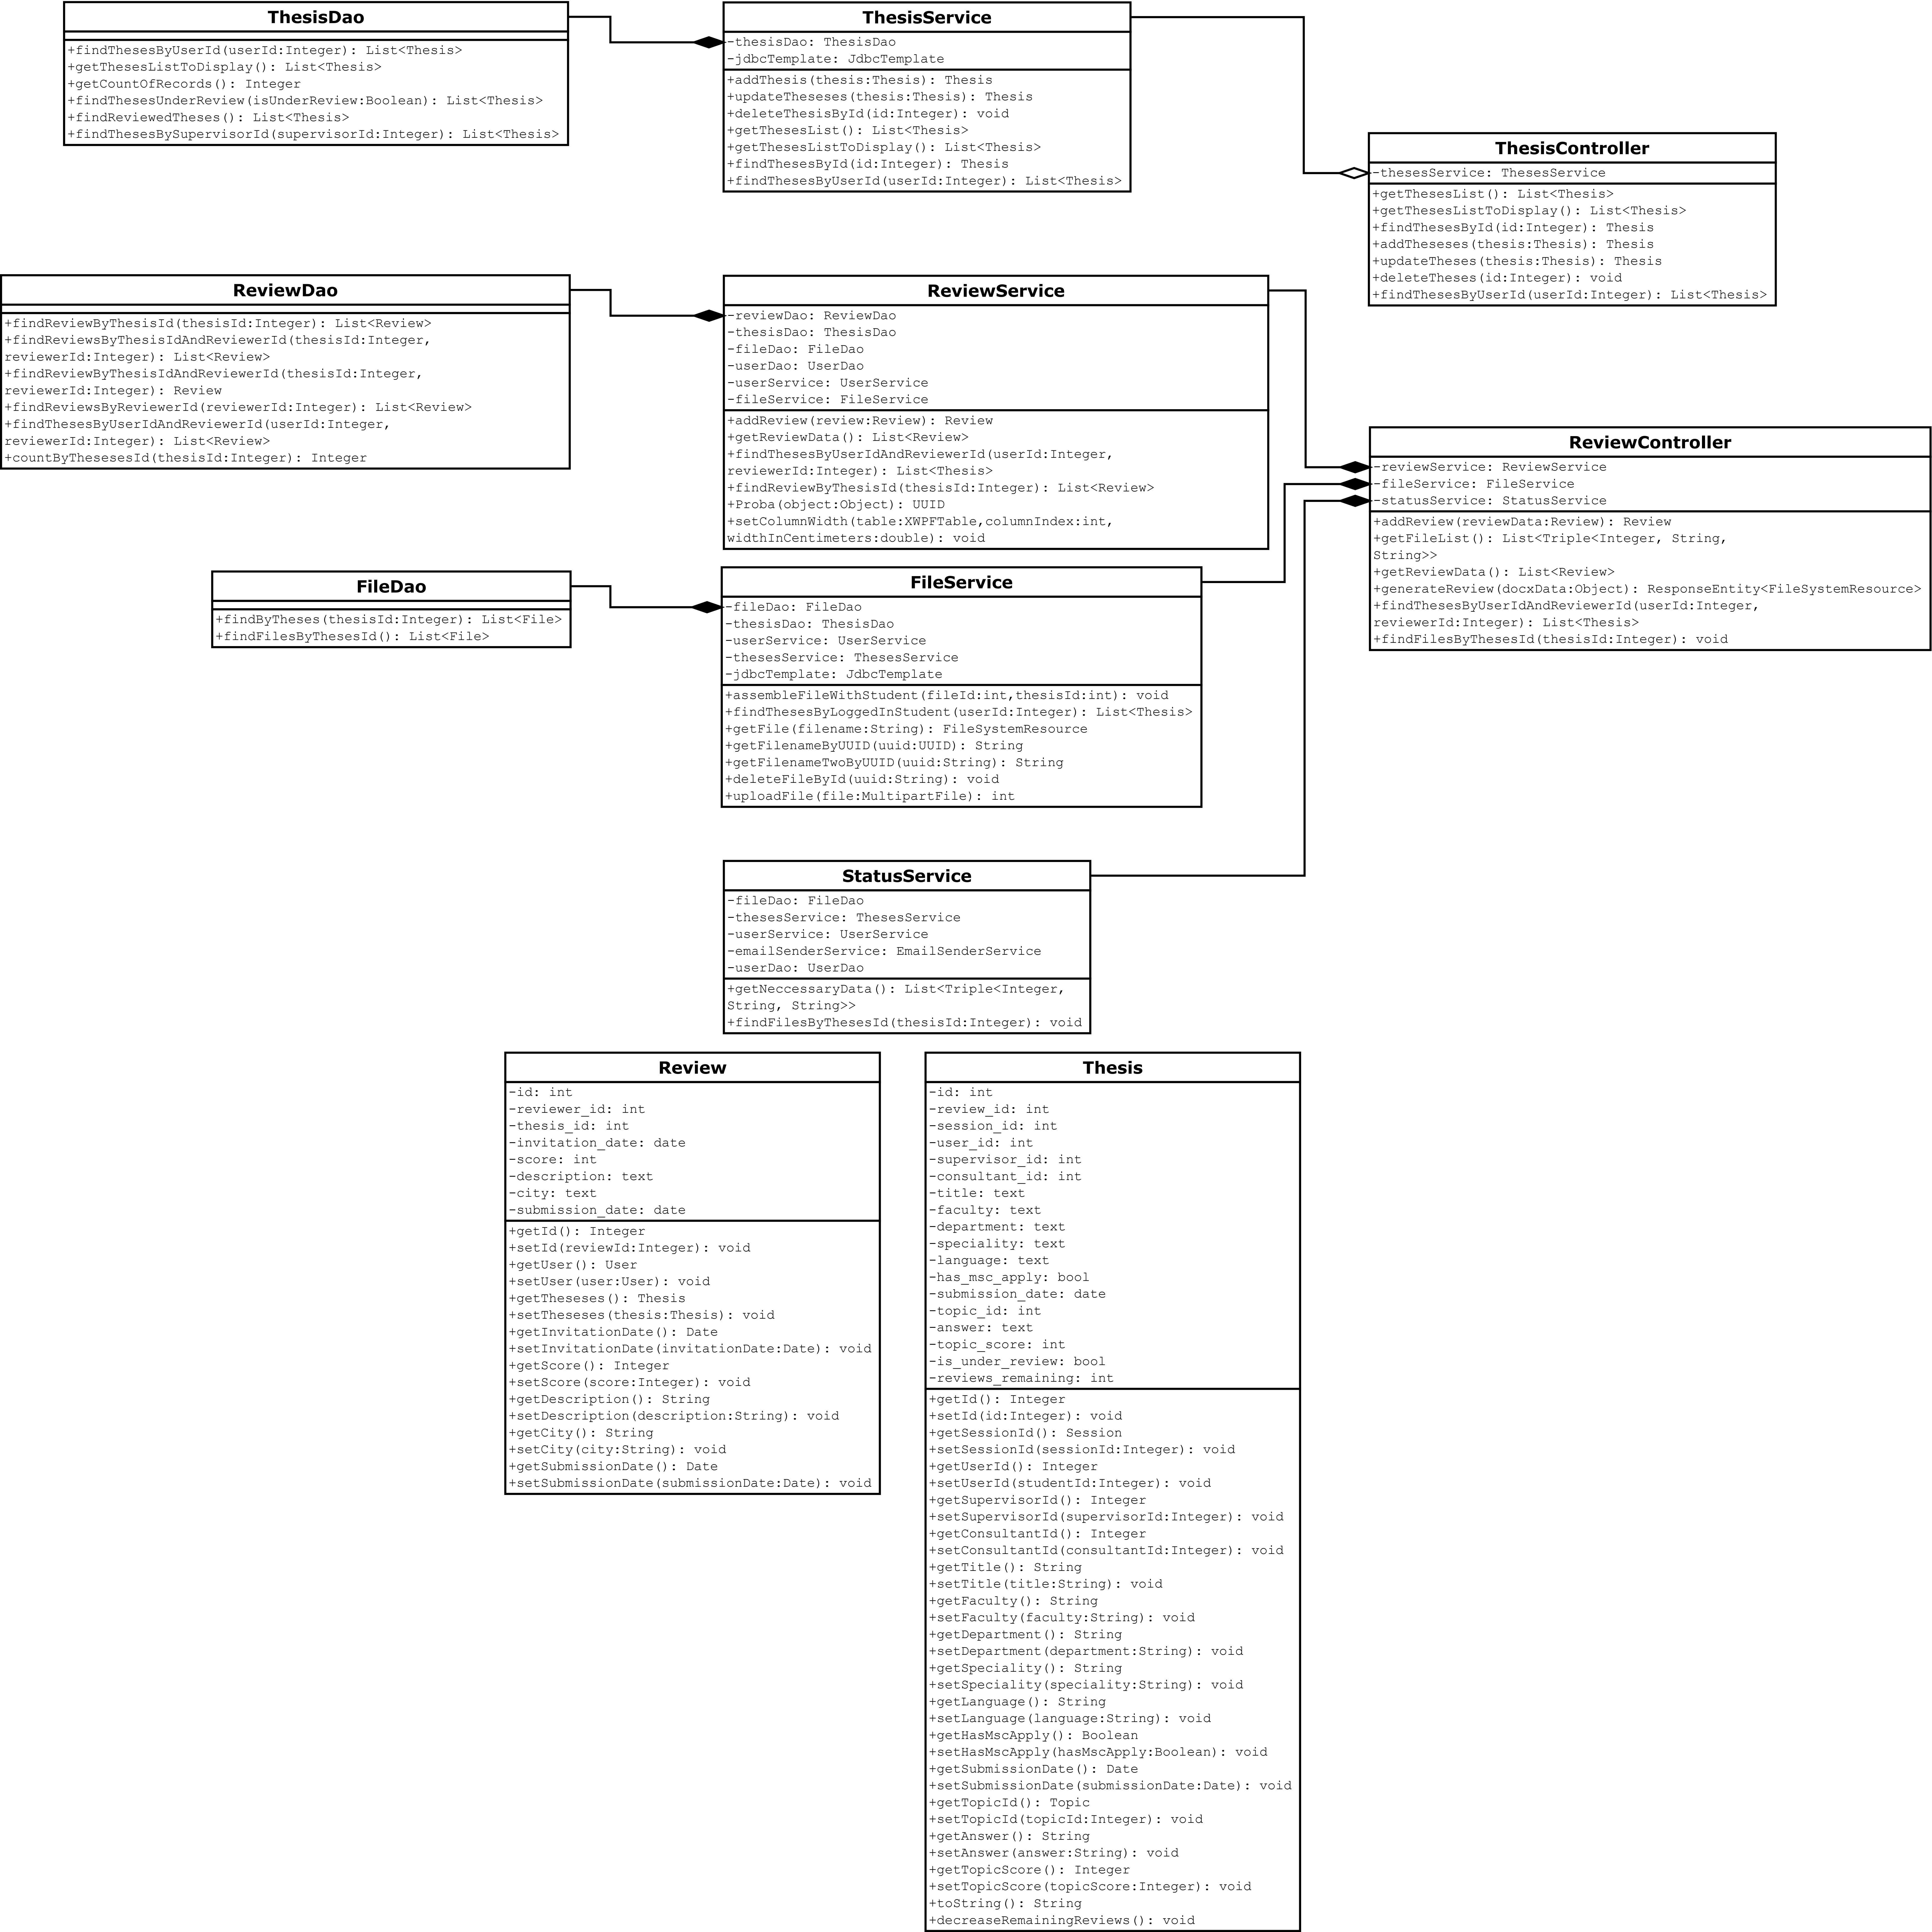 ThesisDao
+findThesesByUserId(userId:Integer): List<Thesis>
+getThesesListToDisplay(): List<Thesis>
+getCountOfRecords(): Integer
+findThesesUnderReview(isUnderReview:Boolean): List<Thesis>
+findReviewedTheses(): List<Thesis>
+findThesesBySupervisorId(supervisorId:Integer): List<Thesis>
ThesisService
-thesisDao: ThesisDao
-jdbcTemplate: JdbcTemplate
+addThesis(thesis:Thesis): Thesis
+updateTheseses(thesis:Thesis): Thesis
+deleteThesisById(id:Integer): void
+getThesesList(): List<Thesis>
+getThesesListToDisplay(): List<Thesis>
+findThesesById(id:Integer): Thesis
+findThesesByUserId(userId:Integer): List<Thesis>
ThesisController
-thesesService: ThesesService
+getThesesList(): List<Thesis>
+getThesesListToDisplay(): List<Thesis>
+findThesesById(id:Integer): Thesis
+addTheseses(thesis:Thesis): Thesis
+updateTheses(thesis:Thesis): Thesis
+deleteTheses(id:Integer): void
+findThesesByUserId(userId:Integer): List<Thesis>
ReviewDao
+findReviewByThesisId(thesisId:Integer): List<Review>
+findReviewsByThesisIdAndReviewerId(thesisId:Integer,
reviewerId:Integer): List<Review>
+findReviewByThesisIdAndReviewerId(thesisId:Integer,
reviewerId:Integer): Review
+findReviewsByReviewerId(reviewerId:Integer): List<Review>
+findThesesByUserIdAndReviewerId(userId:Integer,
reviewerId:Integer): List<Review>
+countByThesesesId(thesisId:Integer): Integer
ReviewService
-reviewDao: ReviewDao
-thesisDao: ThesisDao
-fileDao: FileDao
-userDao: UserDao
-userService: UserService
-fileService: FileService
+addReview(review:Review): Review
+getReviewData(): List<Review>
+findThesesByUserIdAndReviewerId(userId:Integer,
reviewerId:Integer): List<Thesis>
+findReviewByThesisId(thesisId:Integer): List<Review>
+Proba(object:Object): UUID
+setColumnWidth(table:XWPFTable,columnIndex:int,
widthInCentimeters:double): void
ReviewController
-reviewService: ReviewService
-fileService: FileService
-statusService: StatusService
+addReview(reviewData:Review): Review
+getFileList(): List<Triple<Integer, String,
String>>
+getReviewData(): List<Review>
+generateReview(docxData:Object): ResponseEntity<FileSystemResource>
+findThesesByUserIdAndReviewerId(userId:Integer,
reviewerId:Integer): List<Thesis>
+findFilesByThesesId(thesisId:Integer): void
FileDao
+findByTheses(thesisId:Integer): List<File>
+findFilesByThesesId(): List<File>
FileService
-fileDao: FileDao
-thesisDao: ThesisDao
-userService: UserService
-thesesService: ThesesService
-jdbcTemplate: JdbcTemplate
+assembleFileWithStudent(fileId:int,thesisId:int): void
+findThesesByLoggedInStudent(userId:Integer): List<Thesis>
+getFile(filename:String): FileSystemResource
+getFilenameByUUID(uuid:UUID): String
+getFilenameTwoByUUID(uuid:String): String
+deleteFileById(uuid:String): void
+uploadFile(file:MultipartFile): int
StatusService
-fileDao: FileDao
-thesesService: ThesesService
-userService: UserService
-emailSenderService: EmailSenderService
-userDao: UserDao
+getNeccessaryData(): List<Triple<Integer,
String, String>>
+findFilesByThesesId(thesisId:Integer): void
Review
-id: int
-reviewer_id: int
-thesis_id: int
-invitation_date: date
-score: int
-description: text
-city: text
-submission_date: date
+getId(): Integer
+setId(reviewId:Integer): void
+getUser(): User
+setUser(user:User): void
+getTheseses(): Thesis
+setTheseses(thesis:Thesis): void
+getInvitationDate(): Date
+setInvitationDate(invitationDate:Date): void
+getScore(): Integer
+setScore(score:Integer): void
+getDescription(): String
+setDescription(description:String): void
+getCity(): String
+setCity(city:String): void
+getSubmissionDate(): Date
+setSubmissionDate(submissionDate:Date): void
Thesis
-id: int
-review_id: int
-session_id: int
-user_id: int
-supervisor_id: int
-consultant_id: int
-title: text
-faculty: text
-department: text
-speciality: text
-language: text
-has_msc_apply: bool
-submission_date: date
-topic_id: int
-answer: text
-topic_score: int
-is_under_review: bool
-reviews_remaining: int
+getId(): Integer
+setId(id:Integer): void
+getSessionId(): Session
+setSessionId(sessionId:Integer): void
+getUserId(): Integer
+setUserId(studentId:Integer): void
+getSupervisorId(): Integer
+setSupervisorId(supervisorId:Integer): void
+getConsultantId(): Integer
+setConsultantId(consultantId:Integer): void
+getTitle(): String
+setTitle(title:String): void
+getFaculty(): String
+setFaculty(faculty:String): void
+getDepartment(): String
+setDepartment(department:String): void
+getSpeciality(): String
+setSpeciality(speciality:String): void
+getLanguage(): String
+setLanguage(language:String): void
+getHasMscApply(): Boolean
+setHasMscApply(hasMscApply:Boolean): void
+getSubmissionDate(): Date
+setSubmissionDate(submissionDate:Date): void
+getTopicId(): Topic
+setTopicId(topicId:Integer): void
+getAnswer(): String
+setAnswer(answer:String): void
+getTopicScore(): Integer
+setTopicScore(topicScore:Integer): void
+toString(): String
+decreaseRemainingReviews(): void